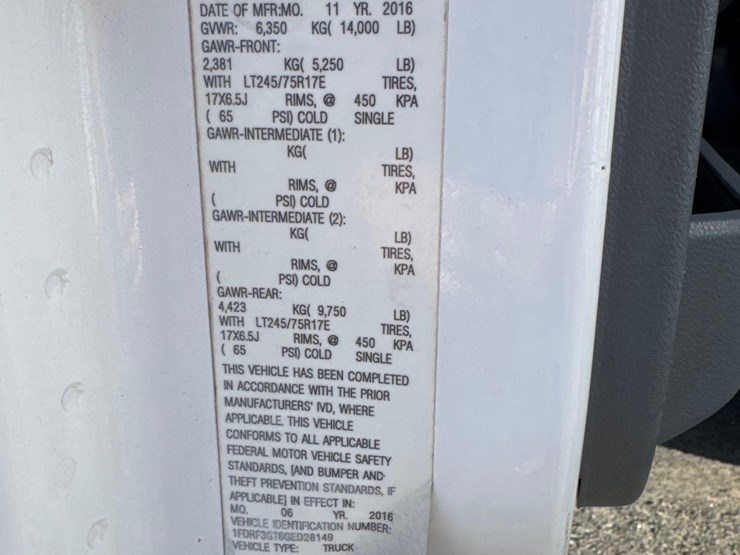 DATE OF MFR:MO. 11 YR. 2016
GVWR: 6,350 KG( 14,000 LB)
GAWR-FRONT:
2,381 KG( 5,250 LB)
WITH LT245/75R17E TIRES,
17X6.5J RIMS, @ 450 KPA
( 65 PSI) COLD SINGLE
GAWR-INTERMEDIATE (1):
KG( LB)
WITH TIRES,
RIMS, @ KPA
( PSI) COLD
GAWR-INTERMEDIATE (2):
KG( LB)
WITH TIRES,
RIMS, @ KPA
( PSI) COLD
GAWR-REAR:
4,423 KG( 9,750 LB)
WITH LT245/75R17E TIRES,
17X6.5J RIMS, @ 450 KPA
( 65 PSI) COLD SINGLE
THIS VEHICLE HAS BEEN COMPLETED
IN ACCORDANCE WITH THE PRIOR
MANUFACTURERS' IVD, WHERE
APPLICABLE. THIS VEHICLE
CONFORMS TO ALL APPLICABLE
FEDERAL MOTOR VEHICLE SAFETY
STANDARDS, [AND BUMPER AND
THEFT PREVENTION STANDARDS, IF
APPLICABLE] IN EFFECT IN:
MO. 06 YR. 2016
VEHICLE IDENTIFICATION NUMBER:
1FDRF3GT6GED28149
VEHICLE TYPE: TRUCK